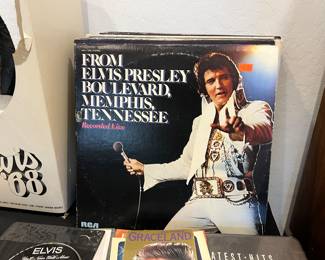 FROM
ELVIS PRESLEY
BOULEVARD,
MEMPHIS,
TENNESSEE
Recorded Live
RCA
'68
ELVIS
GRACELAND
ATEST·HITS